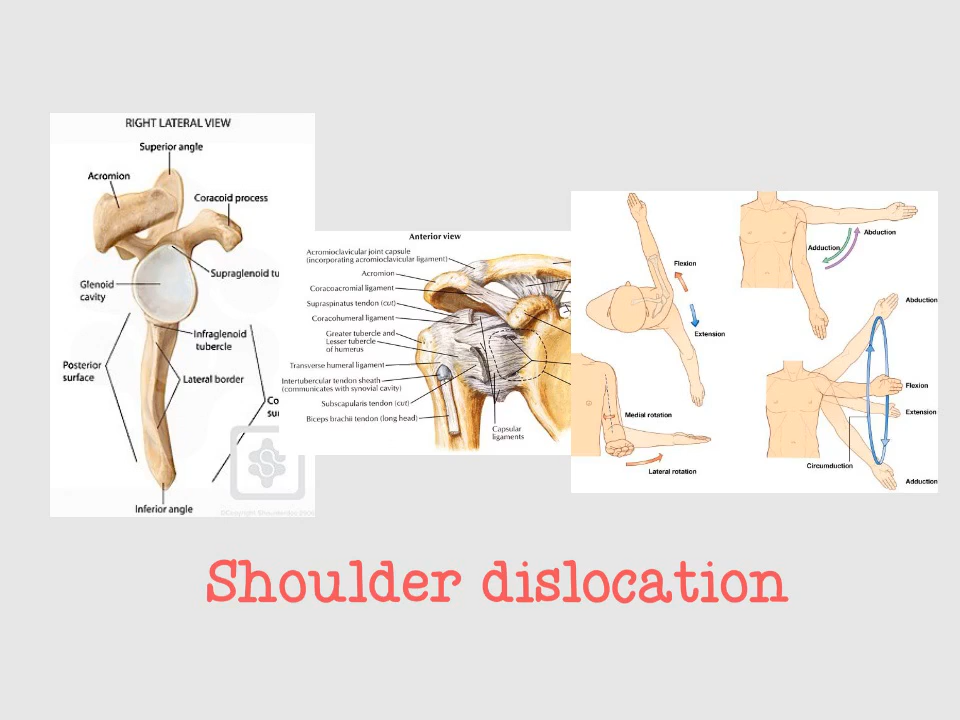 RIGHT LATERAL VIEW
Superior angle
Acromion
Coracoid process
Supraglenoid tu
Glenoid
cavity
Infraglenoid
tubercle
Posterior
surface
Lateral border
Co
su
Inferior angle
Anterior view
Acromioclavicular joint capsule
(incorporating acromioclavicular ligament)
Acromion
Coracoacromial ligament
Supraspinatus tendon (cut)
Coracohumeral ligament
Greater tubercle and
Lesser tubercle
of humerus
Transverse humeral ligament
Intertubercular tendon sheath
(communicates with synovial cavity)
Subscapularis tendon (cut)
Biceps brachii tendon (long head)
Capsular
ligaments
Flexion
Extension
Medial rotation
Lateral rotation
Abduction
Adduction
Abduction
Flexion
Extension
Circumduction
Adduction
Shoulder dislocation